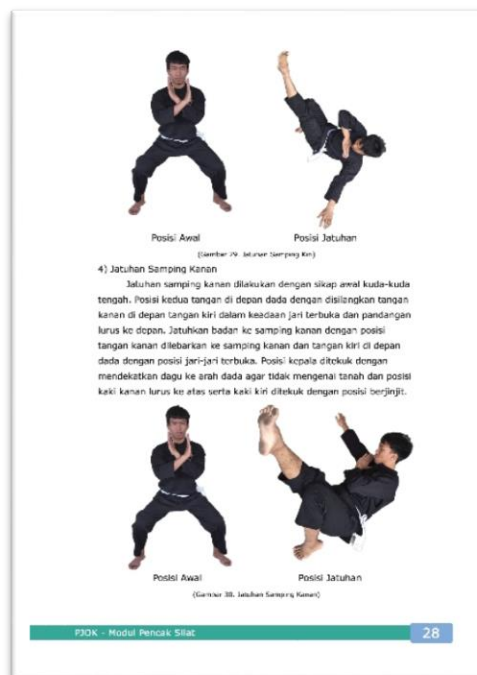 Posisi Awal Posisi Jatuhan
(Gambar 29. Jatuhan Samping Kiri)
4) Jatuhan Samping Kanan
Jatuhan samping kanan dilakukan dengan sikap awal kuda-kuda
tengah. Posisi kedua tangan di depan dada dengan disilangkan tangan
kanan di depan tangan kiri dalam keadaan jari terbuka dan pandangan
lurus ke depan. Jatuhkan badan ke samping kanan dengan posisi
tangan kanan dilebarkan ke samping kanan dan tangan kiri di depan
dada dengan posisi jari-jari terbuka. Posisi kepala ditekuk dengan
mendekatkan dagu ke arah dada agar tidak mengenai tanah dan posisi
kaki kanan lurus ke atas serta kaki kiri ditekuk dengan posisi berjinjit.
Posisi Awal Posisi Jatuhan
(Gambar 30. Jatuhan Samping Kanan)
PJOK - Modul Pencak Silat 28